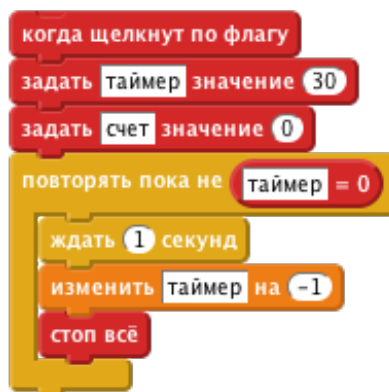 когда щелкнут по флагу
задать таймер значение 30
задать счет значение 0
повторять пока не таймер = 0
ждать 1 секунд
изменить таймер на -1
стоп всё